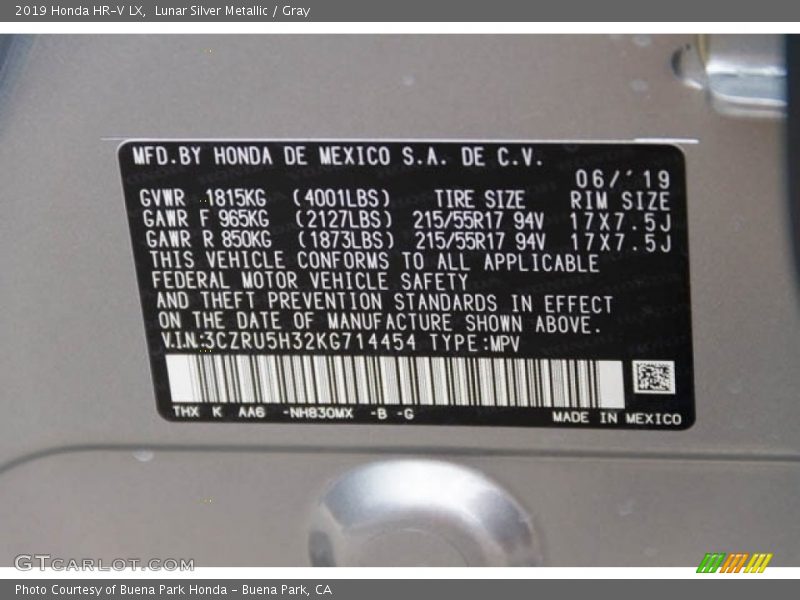 2019 Honda HR-V LX,  Lunar Silver Metallic / Gray
MFD.BY HONDA DE MEXICO S.A. DE C.V.
06/'19
GVWR 1815KG (4001LBS) TIRE SIZE RIM SIZE
GAWR F 965KG (2127LBS) 215/55R17 94V 17X7.5J
GAWR R 850KG (1873LBS) 215/55R17 94V 17X7.5J
THIS VEHICLE CONFORMS TO ALL APPLICABLE
FEDERAL MOTOR VEHICLE SAFETY
AND THEFT PREVENTION STANDARDS IN EFFECT
ON THE DATE OF MANUFACTURE SHOWN ABOVE.
V.I.N:3CZRU5H32KG714454 TYPE:MPV
THX K AA6 -NH830MX -B -G MADE IN MEXICO
GTCARLOT.COM
Photo Courtesy of Buena Park Honda - Buena Park, CA